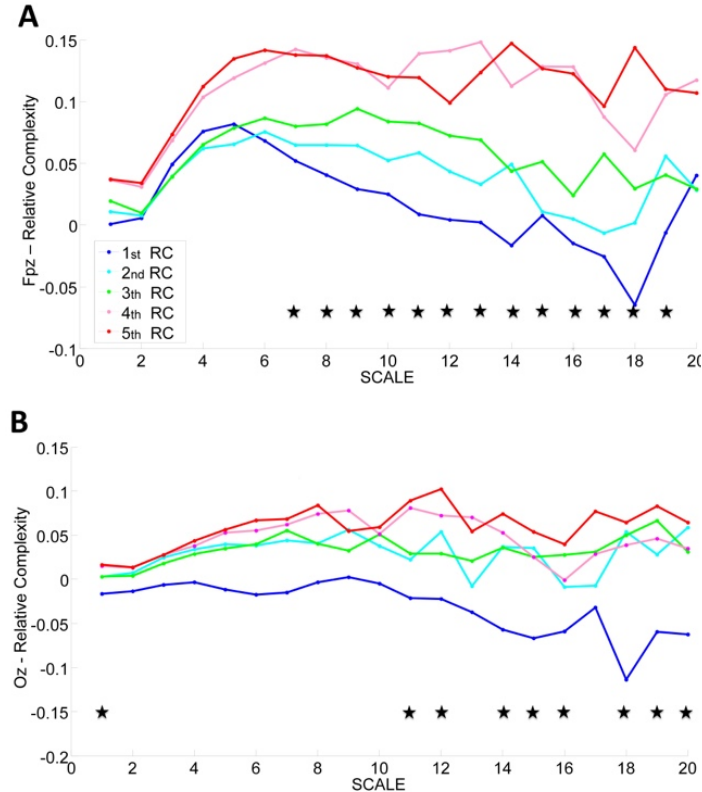 A
0.15
0.1
0.05
0
-0.05
-0.1
Fpz – Relative Complexity
1st RC
2nd RC
3th RC
4th RC
5th RC
0 2 4 6 8 10 12 14 16 18 20
SCALE
B
0.15
0.1
0.05
0
-0.05
-0.1
-0.15
-0.2
Oz - Relative Complexity
0 2 4 6 8 10 12 14 16 18 20
SCALE